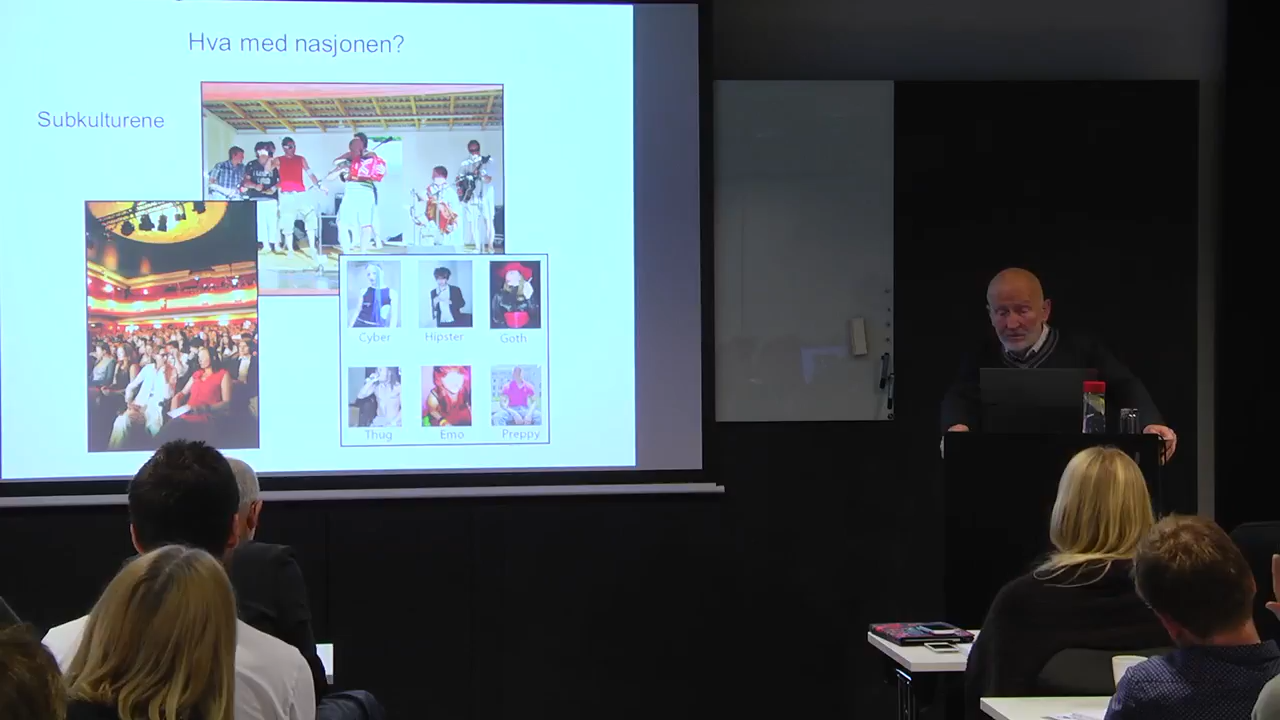 Hva med nasjonen?
Subkulturene
Cyber
Hipster
Goth
Thug
Emo
Preppy